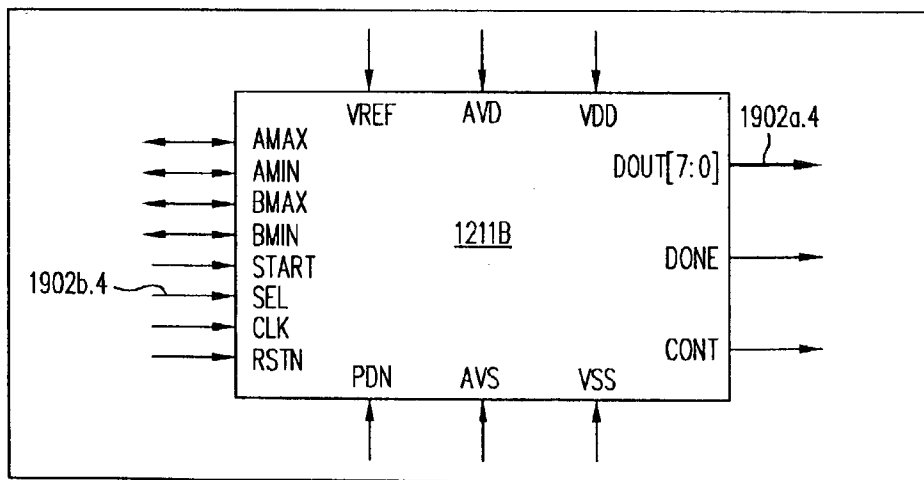 VREF AVD VDD
1902a.4
AMAX
AMIN
BMAX
BMIN
START
SEL
CLK
RSTN
1902b.4
1211B
DOUT[7:0]
DONE
CONT
PDN AVS VSS